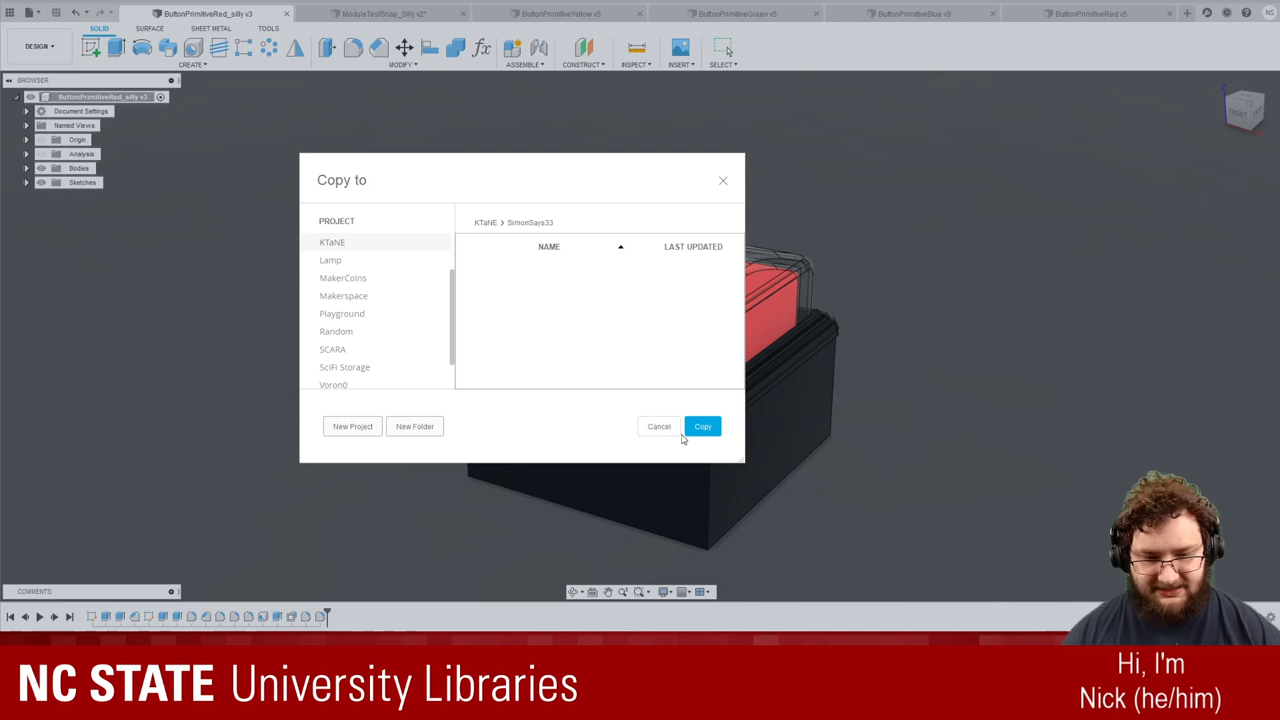 ButtonPrimitiveRed_silly v3
ModuleTestSnap_Silly v2*
ButtonPrimitiveYellow v5
ButtonPrimitiveGreen v5
ButtonPrimitiveBlue v9
ButtonPrimitiveRed v5
NS
SOLID
SURFACE
SHEET METAL
TOOLS
DESIGN
CREATE
MODIFY
ASSEMBLE
CONSTRUCT
INSPECT
INSERT
SELECT
BROWSER
ButtonPrimitiveRed_silly v3
Document Settings
Named Views
Origin
Analysis
Bodies
Sketches
FRONT
Z
Copy to
PROJECT
KTaNE
Lamp
MakerCoins
Makerspace
Playground
Random
SCARA
SciFi Storage
Voron0
KTaNE > SimonSays33
NAME
LAST UPDATED
New Project
New Folder
Cancel
Copy
COMMENTS
NC STATE University Libraries
Hi, I'm
Nick (he/him)